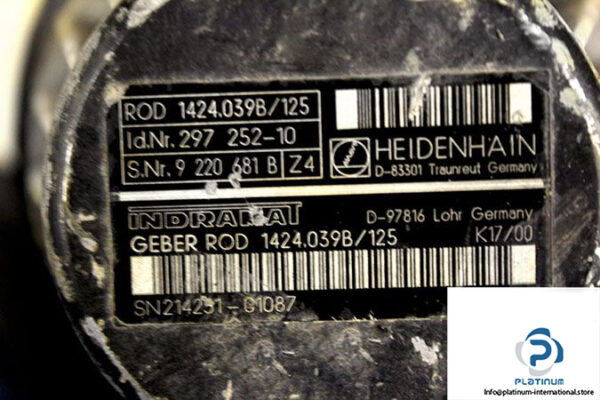 ROD 1424.039B/125
Id.Nr. 297 252-10
S.Nr. 9 220 681 B Z4
HEIDENHAIN
D-83301 Traunreut Germany
INDRAMAT D-97816 Lohr Germany
GEBER ROD 1424.039B/125 K17/00
SN214251-01087
PLATINUM
Info@platinum-international.store